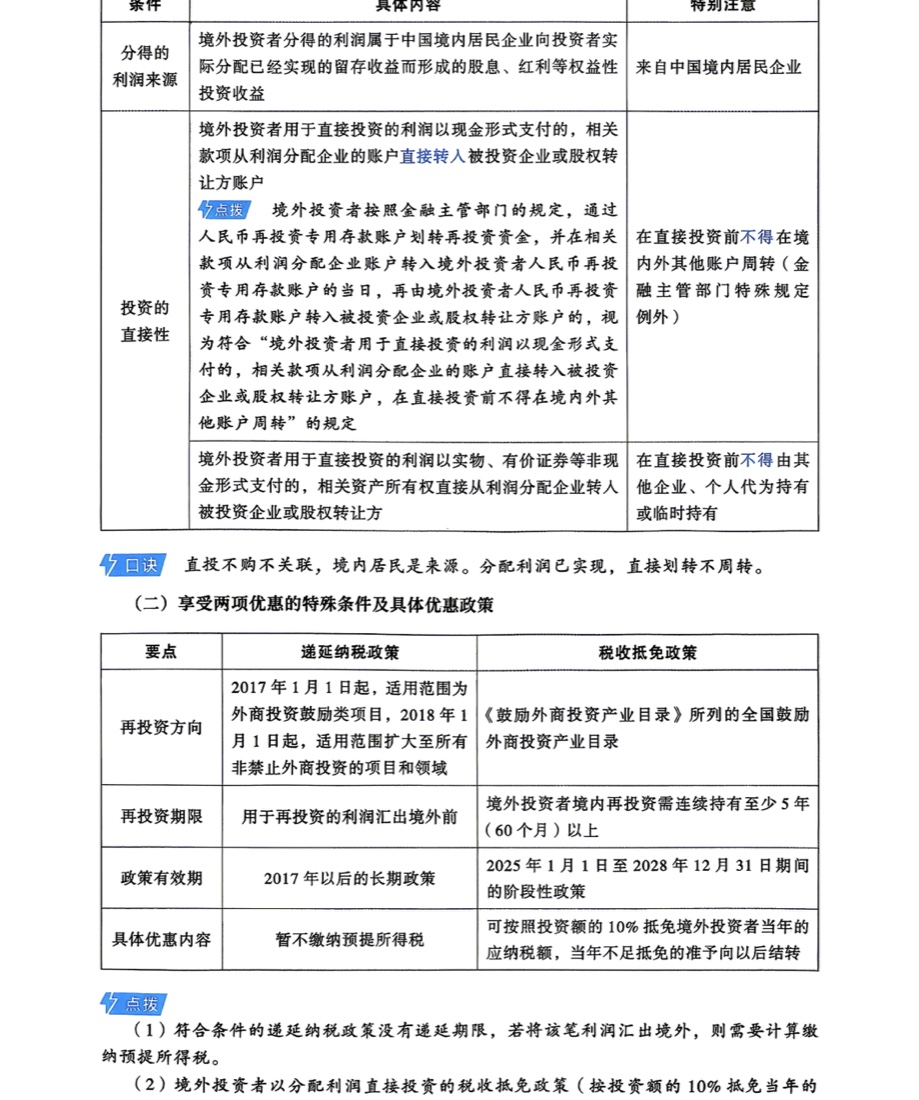 条件 具体内容 特别注意
分得的
利润来源
境外投资者分得的利润属于中国境内居民企业向投资者实
际分配已经实现的留存收益而形成的股息、红利等权益性
投资收益
来自中国境内居民企业
投资的
直接性
境外投资者用于直接投资的利润以现金形式支付的，相关
款项从利润分配企业的账户直接转入被投资企业或股权转
让方账户
点拨 境外投资者按照金融主管部门的规定，通过
人民币再投资专用存款账户划转再投资资金，并在相关
款项从利润分配企业账户转入境外投资者人民币再投
资专用存款账户的当日，再由境外投资者人民币再投资
专用存款账户转入被投资企业或股权转让方账户的，视
为符合“境外投资者用于直接投资的利润以现金形式支
付的，相关款项从利润分配企业的账户直接转入被投资
企业或股权转让方账户，在直接投资前不得在境内外其
他账户周转”的规定
在直接投资前不得在境
内外其他账户周转（金
融主管部门特殊规定
例外）
境外投资者用于直接投资的利润以实物、有价证券等非现
金形式支付的，相关资产所有权直接从利润分配企业转入
被投资企业或股权转让方
在直接投资前不得由其
他企业、个人代为持有
或临时持有
口诀 直投不购不关联，境内居民是来源。分配利润已实现，直接划转不周转。
（二）享受两项优惠的特殊条件及具体优惠政策
要点 递延纳税政策 税收抵免政策
再投资方向
2017 年 1 月 1 日起，适用范围为
外商投资鼓励类项目，2018 年 1
月 1 日起，适用范围扩大至所有
非禁止外商投资的项目和领域
《鼓励外商投资产业目录》所列的全国鼓励
外商投资产业目录
再投资期限
用于再投资的利润汇出境外前
境外投资者境内再投资需连续持有至少 5 年
（60 个月）以上
政策有效期
2017 年以后的长期政策
2025 年 1 月 1 日至 2028 年 12 月 31 日期间
的阶段性政策
具体优惠内容
暂不缴纳预提所得税
可按照投资额的 10% 抵免境外投资者当年的
应纳税额，当年不足抵免的准予向以后结转
点拨
（1）符合条件的递延纳税政策没有递延期限，若将该笔利润汇出境外，则需要计算缴
纳预提所得税。
（2）境外投资者以分配利润直接投资的税收抵免政策（按投资额的 10% 抵免当年的